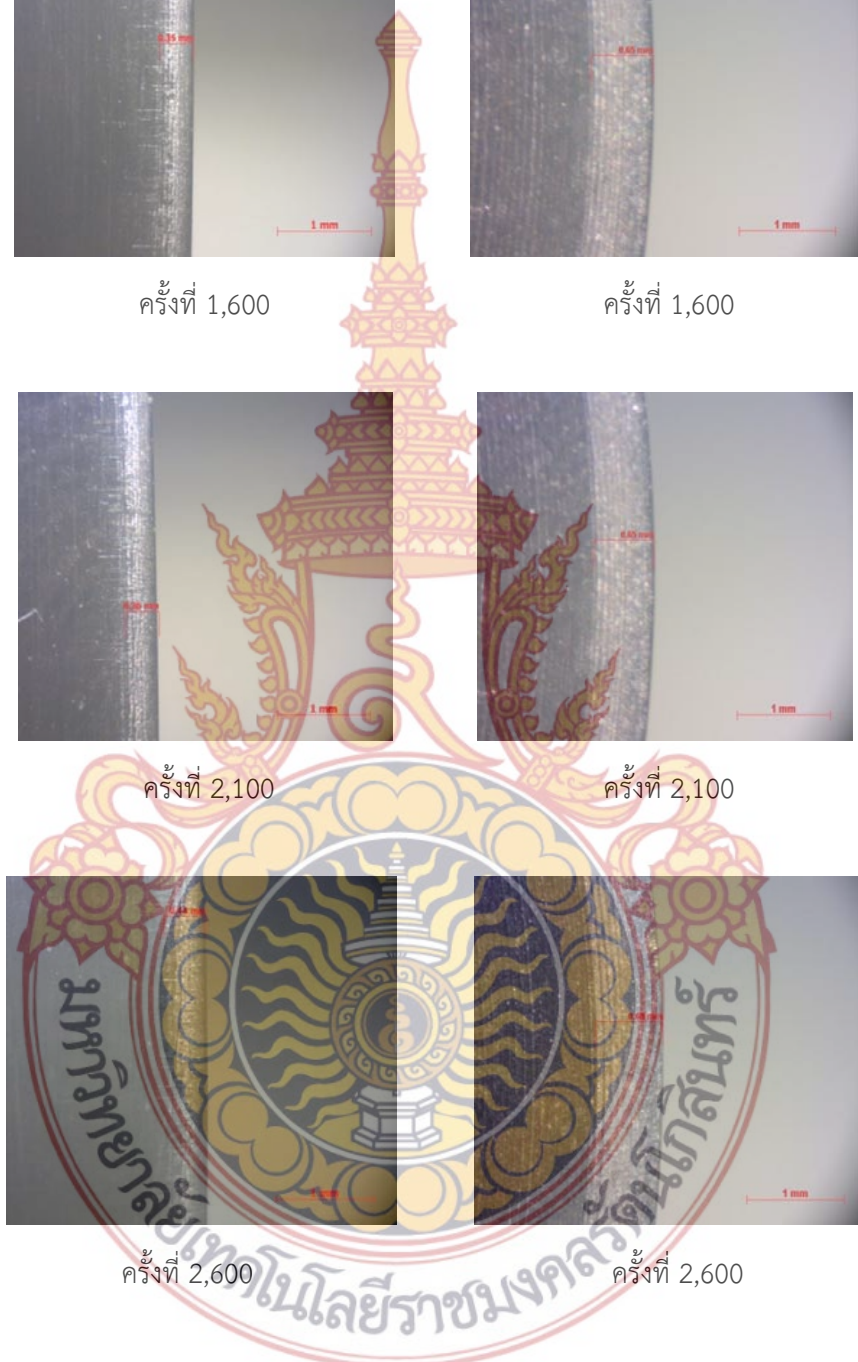 0.35 mm
0.65 mm
1 mm
1 mm
ครั้งที่ 1,600
ครั้งที่ 1,600
0.65 mm
1 mm
1 mm
ครั้งที่ 2,100
ครั้งที่ 2,100
1 mm
1 mm
ครั้งที่ 2,600
ครั้งที่ 2,600
มหาวิทยาลัยเทคโนโลยีราชมงคลรัตนโกสินทร์